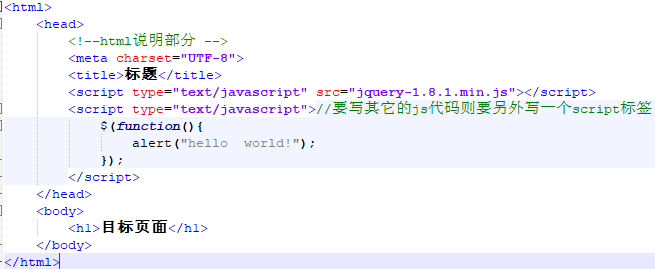 <html>
<head>
<!--html说明部分 -->
<meta charset="UTF-8">
<title>标题</title>
<script type="text/javascript" src="jquery-1.8.1.min.js"></script>
<script type="text/javascript">//要写其它的js代码则要另外写一个script标签
$(function(){
alert("hello  world!");
});
</script>
</head>
<body>
<h1>目标页面</h1>
</body>
</html>